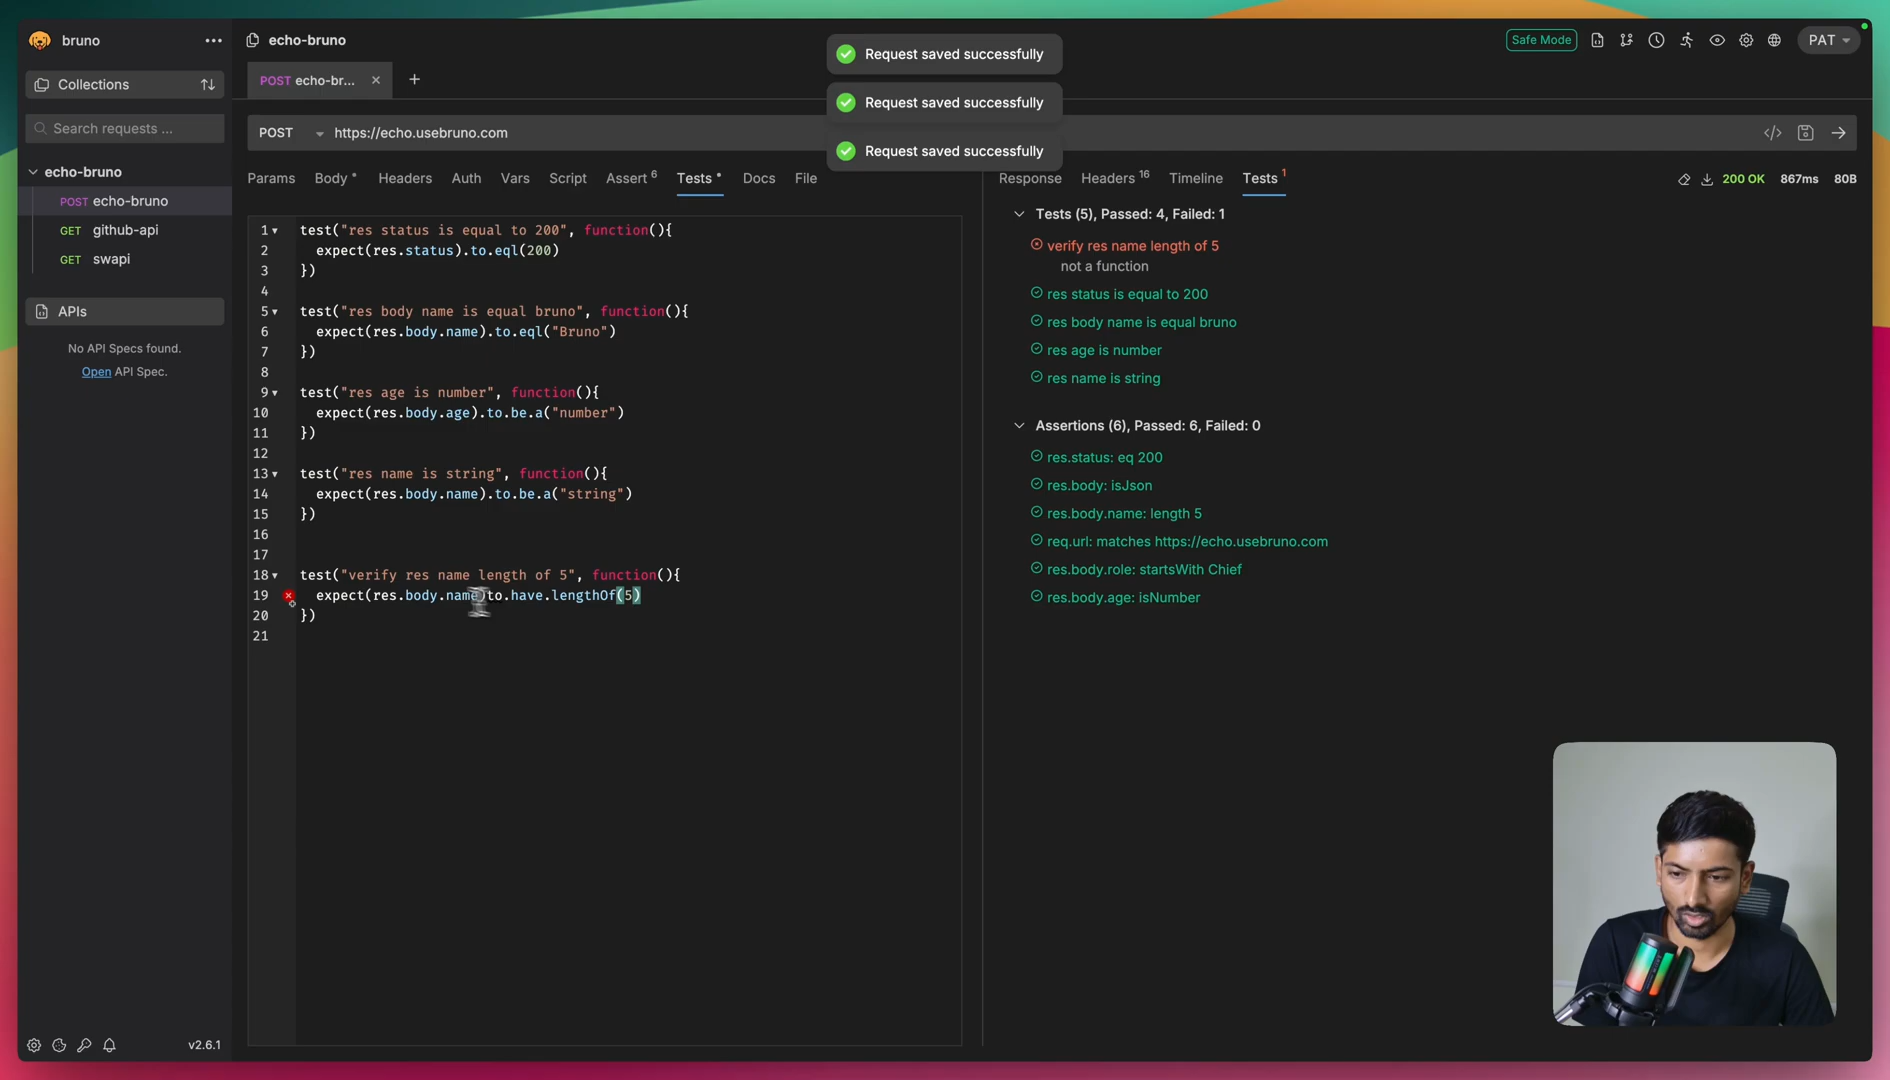 bruno
echo-bruno
Request saved successfully
Safe Mode
PAT
Collections
POST echo-br...
Request saved successfully
Search requests ...
POST
https://echo.usebruno.com
Request saved successfully
echo-bruno
POST echo-bruno
GET github-api
GET swapi
APIs
No API Specs found.
Open API Spec.
v2.6.1
Params Body Headers Auth Vars Script Assert 6 Tests Docs File
1 test("res status is equal to 200", function(){
2 expect(res.status).to.eql(200)
3 })
4
5 test("res body name is equal bruno", function(){
6 expect(res.body.name).to.eql("Bruno")
7 })
8
9 test("res age is number", function(){
10 expect(res.body.age).to.be.a("number")
11 })
12
13 test("res name is string", function(){
14 expect(res.body.name).to.be.a("string")
15 })
16
17
18 test("verify res name length of 5", function(){
19 expect(res.body.name)to.have.lengthOf(5)
20 })
21
Response Headers 16 Timeline Tests 1
200 OK 867ms 80B
Tests (5), Passed: 4, Failed: 1
verify res name length of 5
not a function
res status is equal to 200
res body name is equal bruno
res age is number
res name is string
Assertions (6), Passed: 6, Failed: 0
res.status: eq 200
res.body: isJson
res.body.name: length 5
req.url: matches https://echo.usebruno.com
res.body.role: startsWith Chief
res.body.age: isNumber